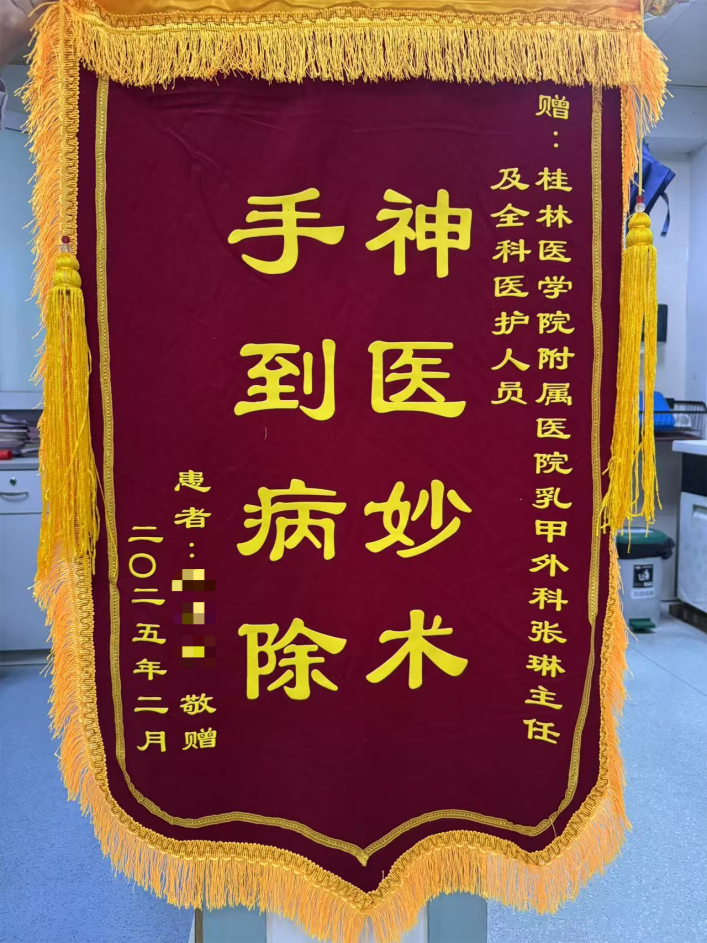 赠：桂林医学院附属医院乳甲外科张琳主任
及全科医护人员
神医妙术
手到病除
患者： 敬赠
二〇二五年二月